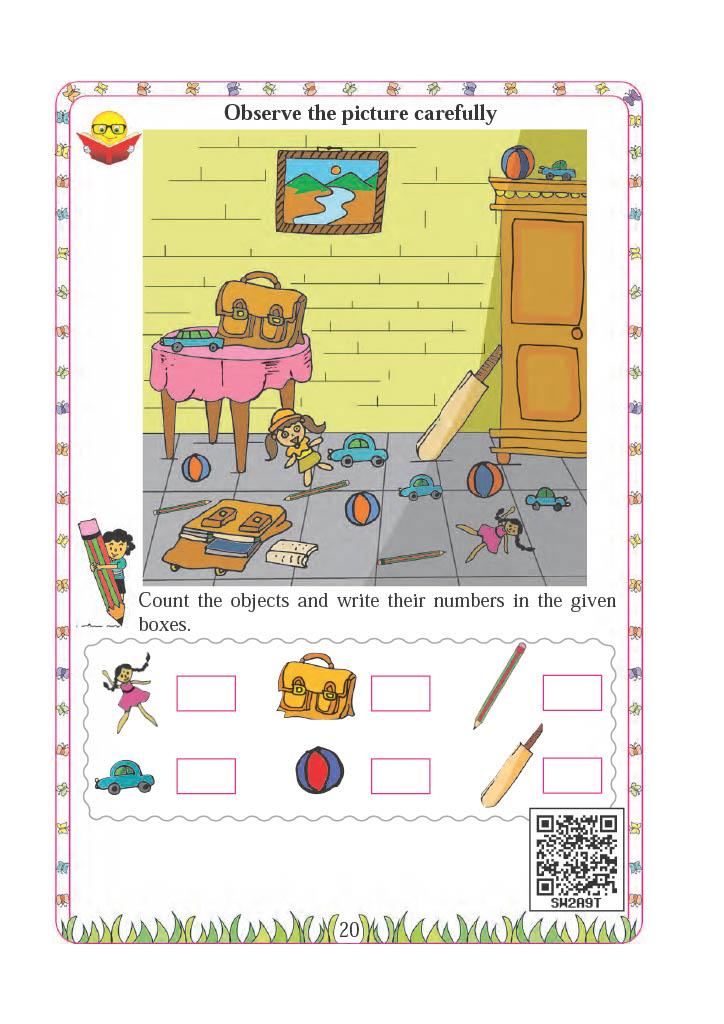 Observe the picture carefully
Count the objects and write their numbers in the given
boxes.
SW2A9T
20